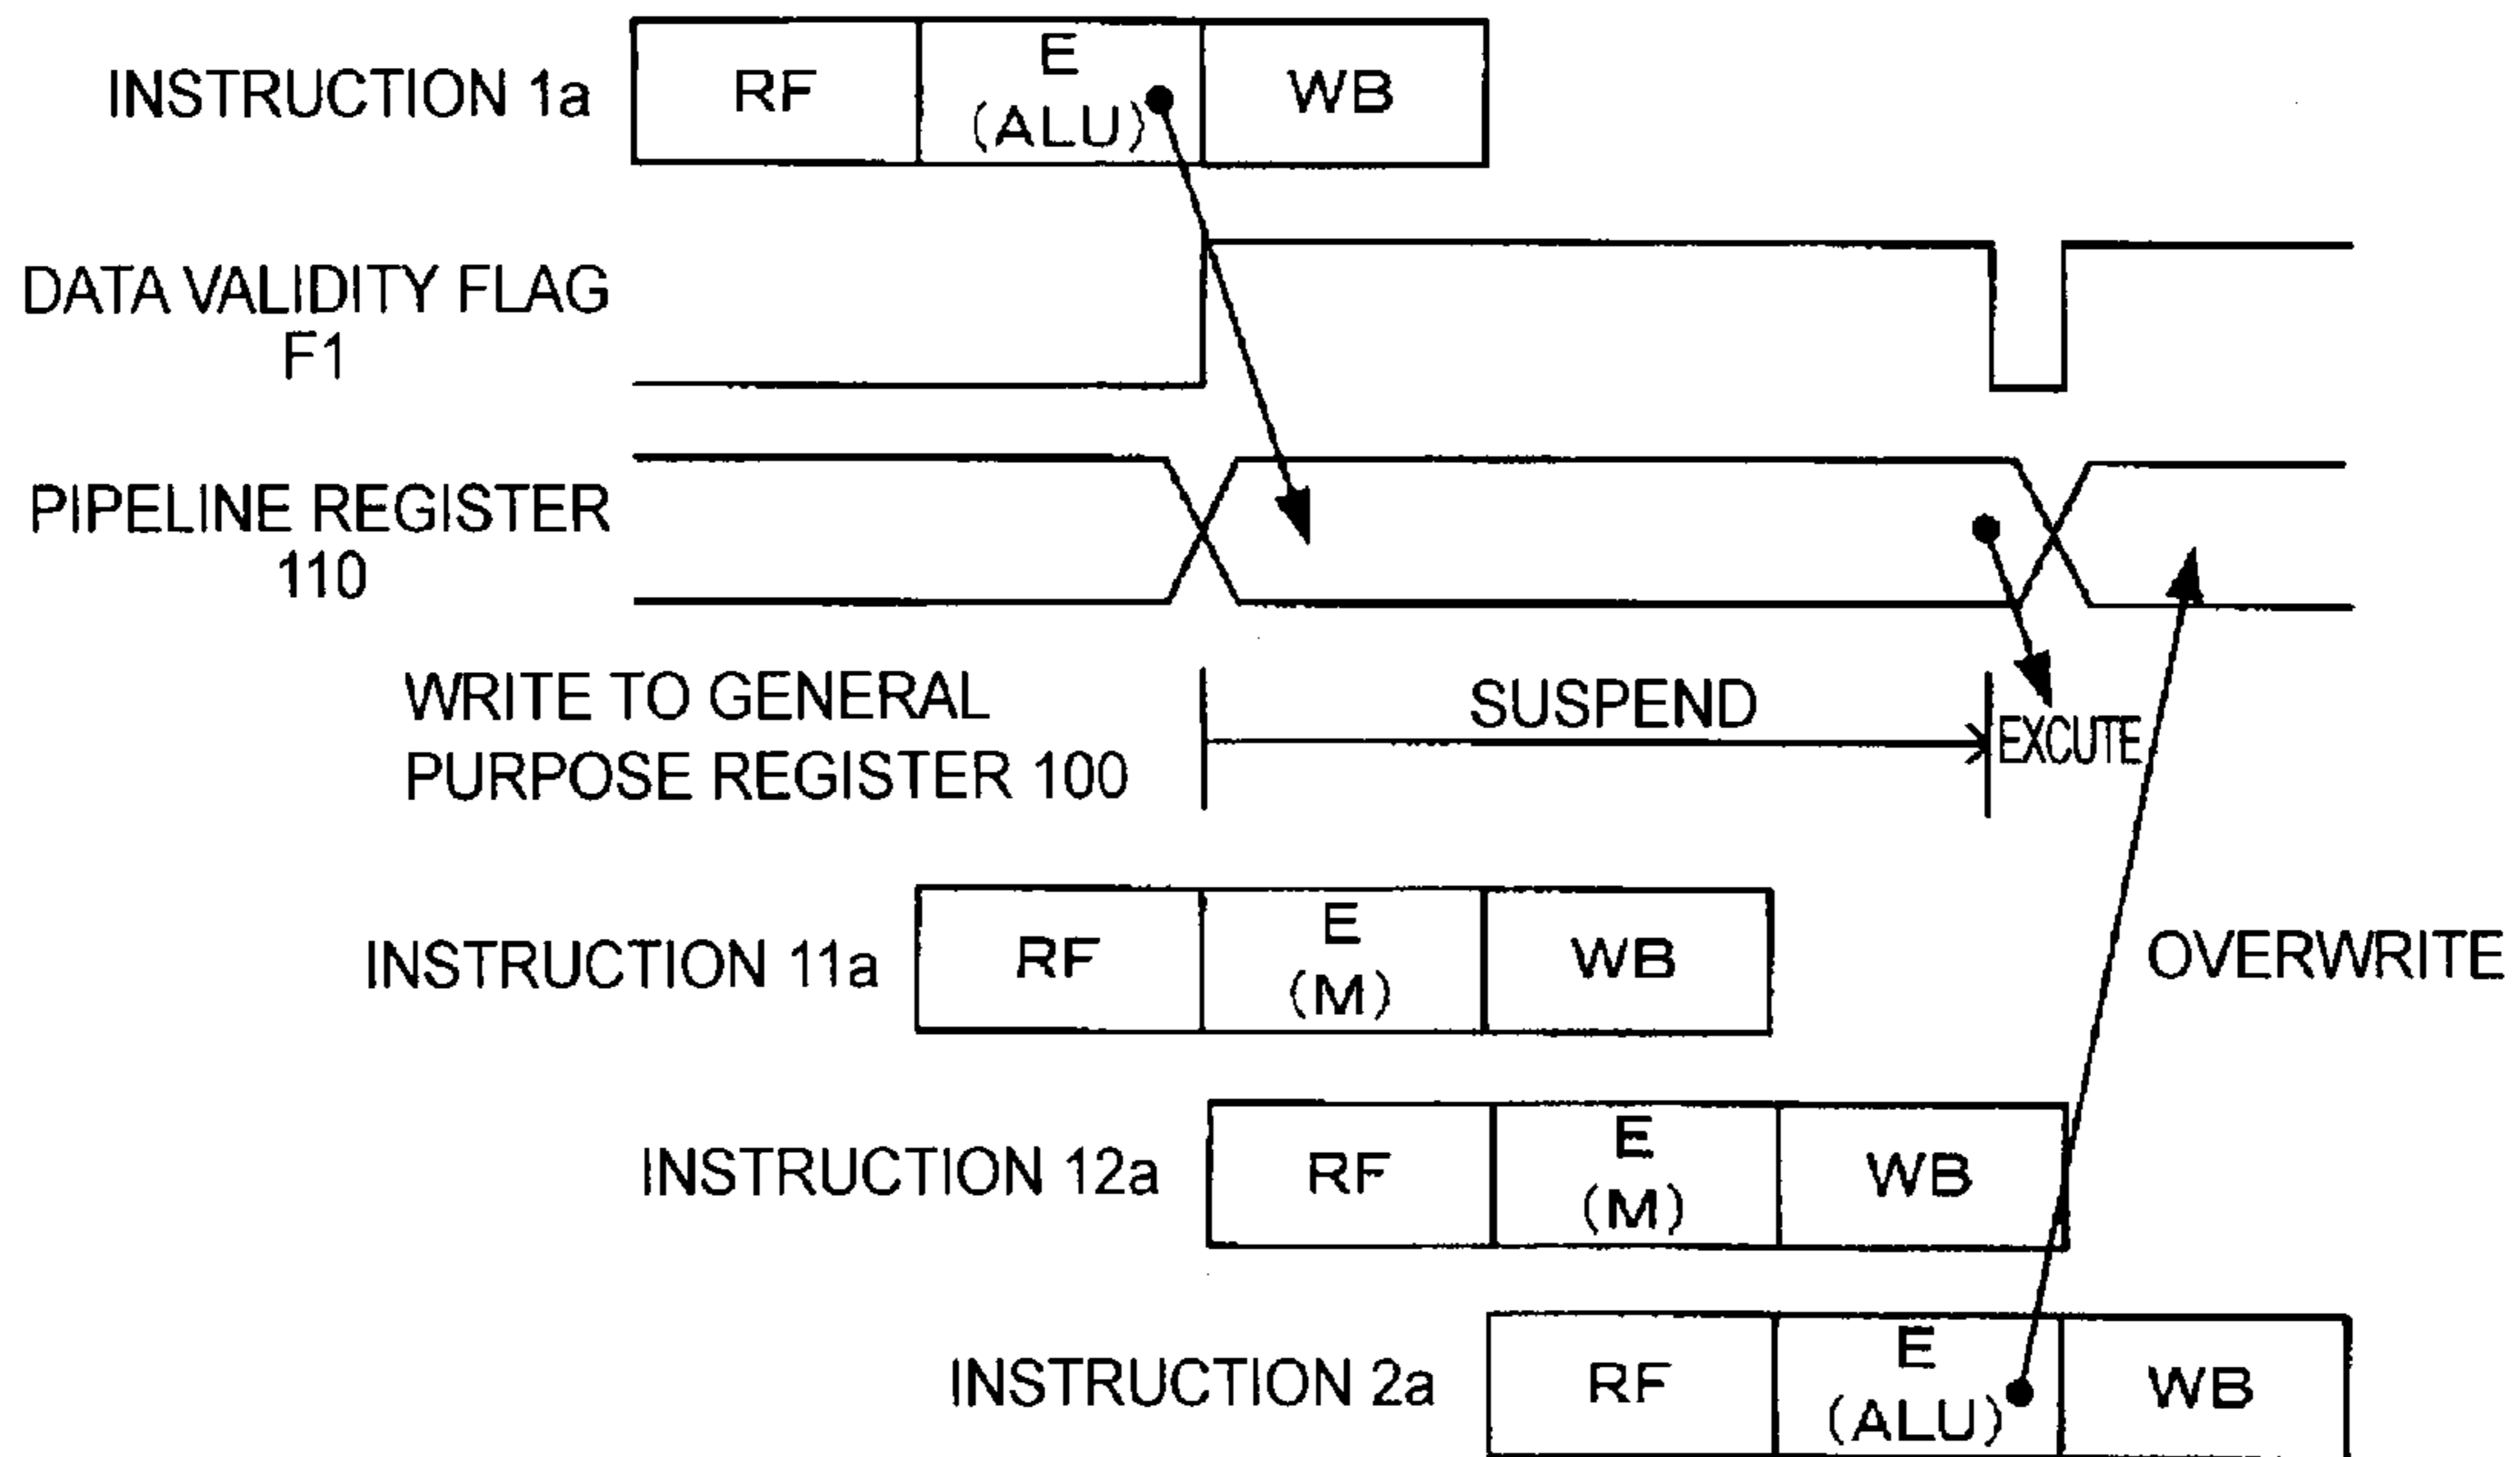 INSTRUCTION 1a
RF
E
(ALU)
WB
DATA VALIDITY FLAG
F1
PIPELINE REGISTER
110
WRITE TO GENERAL
PURPOSE REGISTER 100
SUSPEND
EXCUTE
INSTRUCTION 11a
RF
E
(M)
WB
OVERWRITE
INSTRUCTION 12a
RF
E
(M)
WB
INSTRUCTION 2a
RF
E
(ALU)
WB